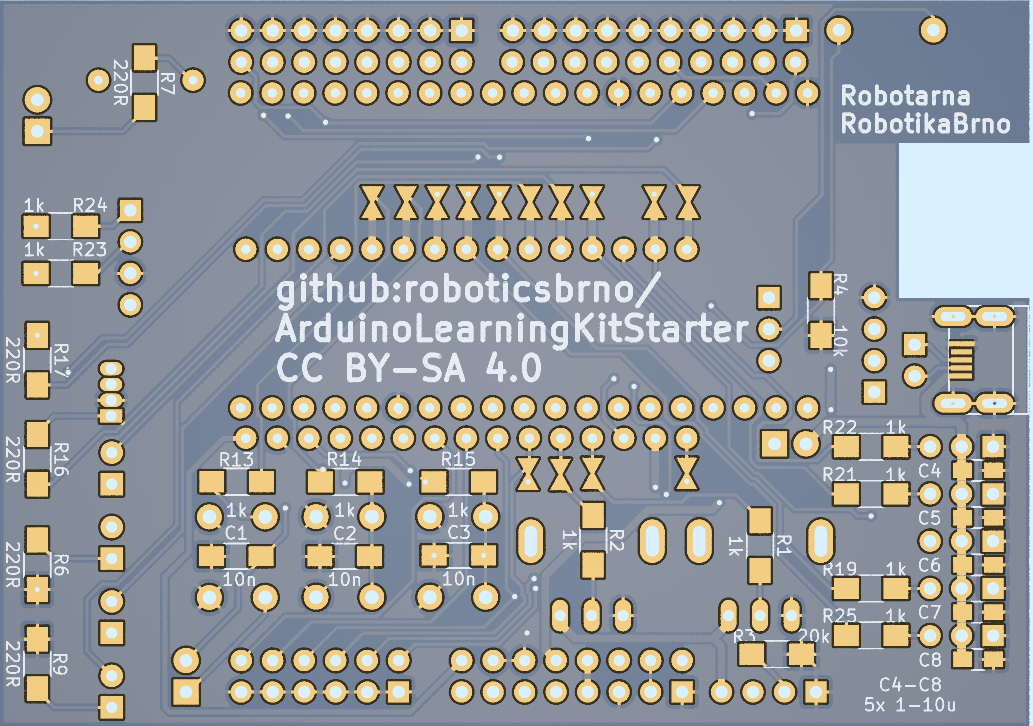 R7
220R
Robotarna
RobotikaBrno
1k R24
1k R23
github:roboticsbrno/
ArduinoLearningKitStarter
CC BY-SA 4.0
R4
10k
R17
220R
R16
220R
R6
220R
R9
220R
R13
R14
R15
1k
1k
1k
C1
C2
C3
10n
10n
10n
R2
1k
R1
1k
R3 20k
R22 1k
C4
R21 1k
C5
C6
R19 1k
C7
R25 1k
C8
C4-C8
5x 1-10u